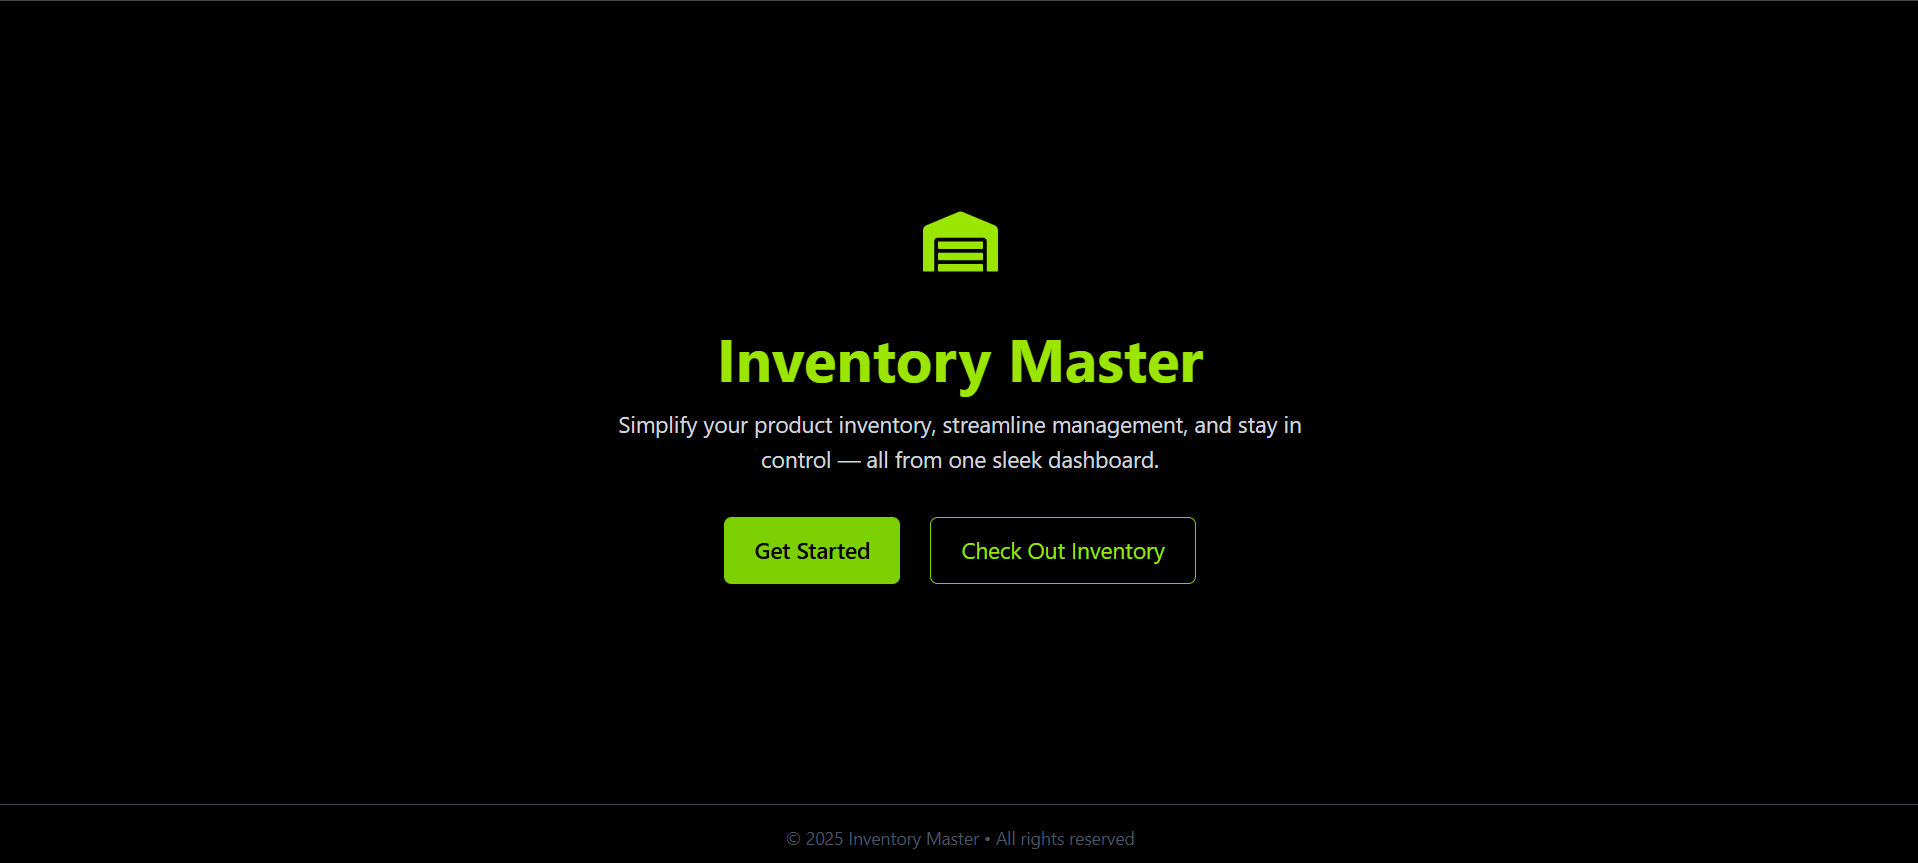 Inventory Master
Simplify your product inventory, streamline management, and stay in
control — all from one sleek dashboard.
Get Started
Check Out Inventory
© 2025 Inventory Master • All rights reserved